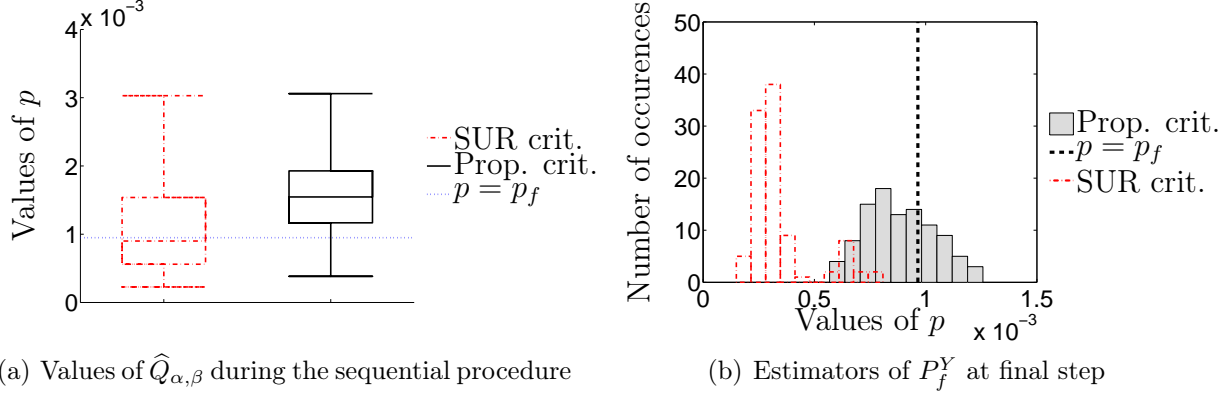 x 10⁻³
4
3
2
1
0
Values of p
SUR crit.
Prop. crit.
p = p_f
(a) Values of Q̂_{α,β} during the sequential procedure
50
40
30
20
10
0
Number of occurences
0 0.5 1 1.5
x 10⁻³
Values of p
Prop. crit.
p = p_f
SUR crit.
(b) Estimators of P_f^Y at final step